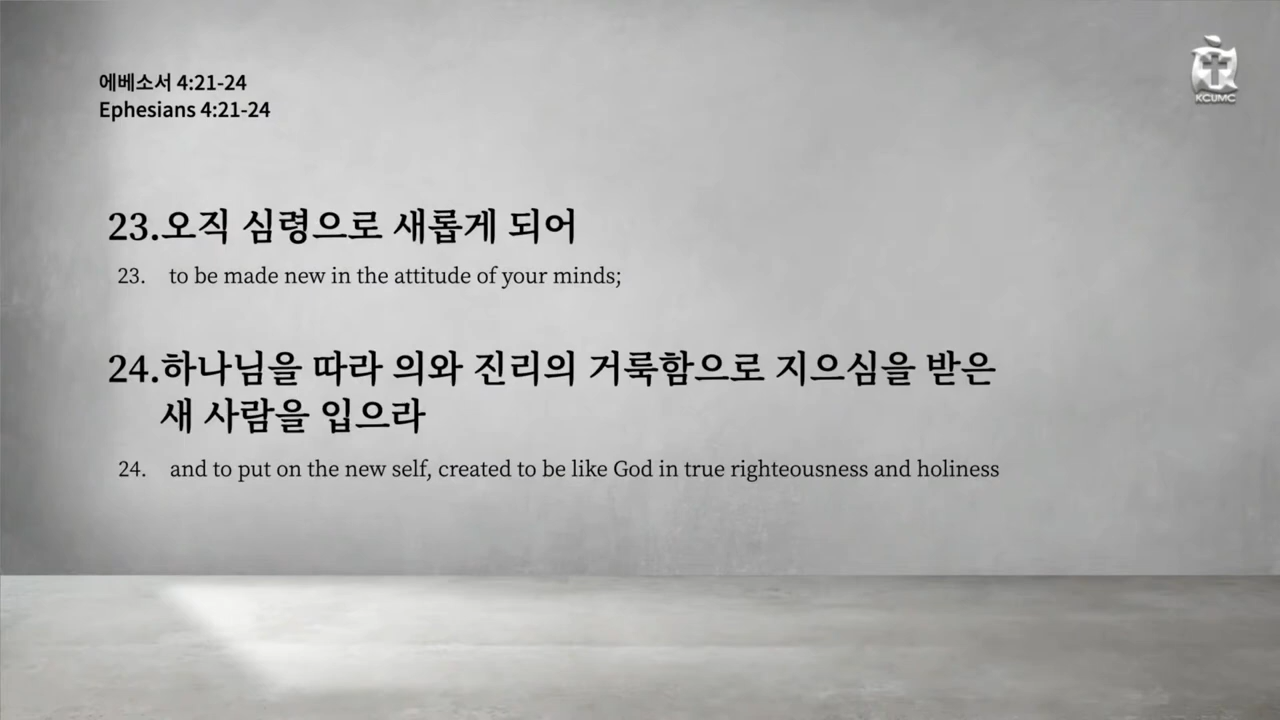 에베소서 4:21-24
Ephesians 4:21-24
KCUMC
23.오직 심령으로 새롭게 되어
23. to be made new in the attitude of your minds;
24.하나님을 따라 의와 진리의 거룩함으로 지으심을 받은
새 사람을 입으라
24. and to put on the new self, created to be like God in true righteousness and holiness